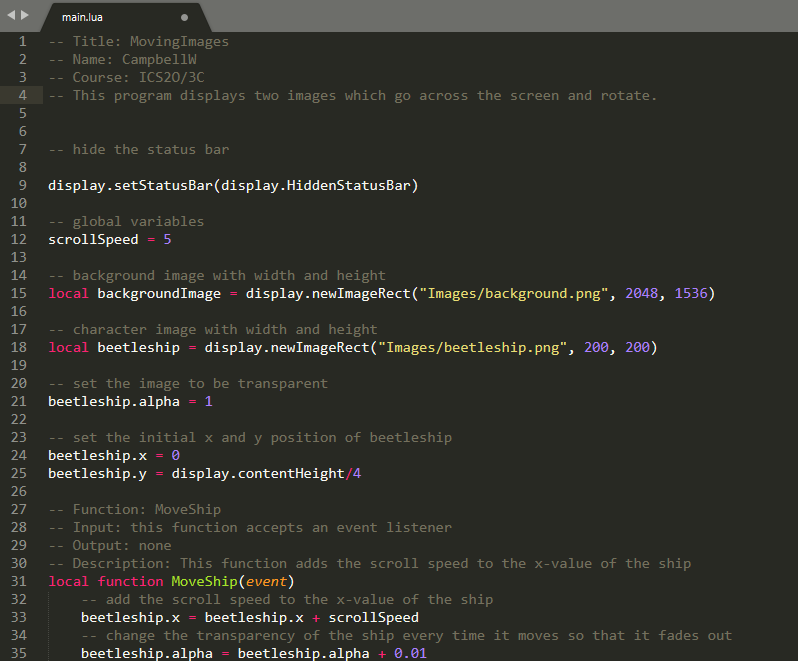 main.lua
1 -- Title: MovingImages
2 -- Name: CampbellW
3 -- Course: ICS2O/3C
4 -- This program displays two images which go across the screen and rotate.
5
6
7 -- hide the status bar
8
9 display.setStatusBar(display.HiddenStatusBar)
10
11 -- global variables
12 scrollSpeed = 5
13
14 -- background image with width and height
15 local backgroundImage = display.newImageRect("Images/background.png", 2048, 1536)
16
17 -- character image with width and height
18 local beetleship = display.newImageRect("Images/beetleship.png", 200, 200)
19
20 -- set the image to be transparent
21 beetleship.alpha = 1
22
23 -- set the initial x and y position of beetleship
24 beetleship.x = 0
25 beetleship.y = display.contentHeight/4
26
27 -- Function: MoveShip
28 -- Input: this function accepts an event listener
29 -- Output: none
30 -- Description: This function adds the scroll speed to the x-value of the ship
31 local function MoveShip(event)
32 -- add the scroll speed to the x-value of the ship
33 beetleship.x = beetleship.x + scrollSpeed
34 -- change the transparency of the ship every time it moves so that it fades out
35 beetleship.alpha = beetleship.alpha + 0.01